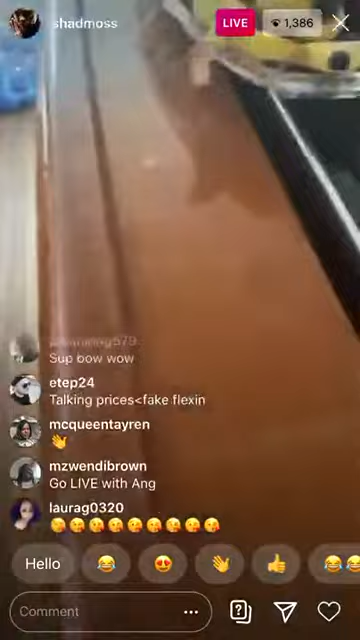 shadmoss
LIVE
1,386
Sup bow wow
etep24
Talking prices<fake flexin
mcqueentayren
mzwendibrown
Go LIVE with Ang
laurag0320
Hello
Comment